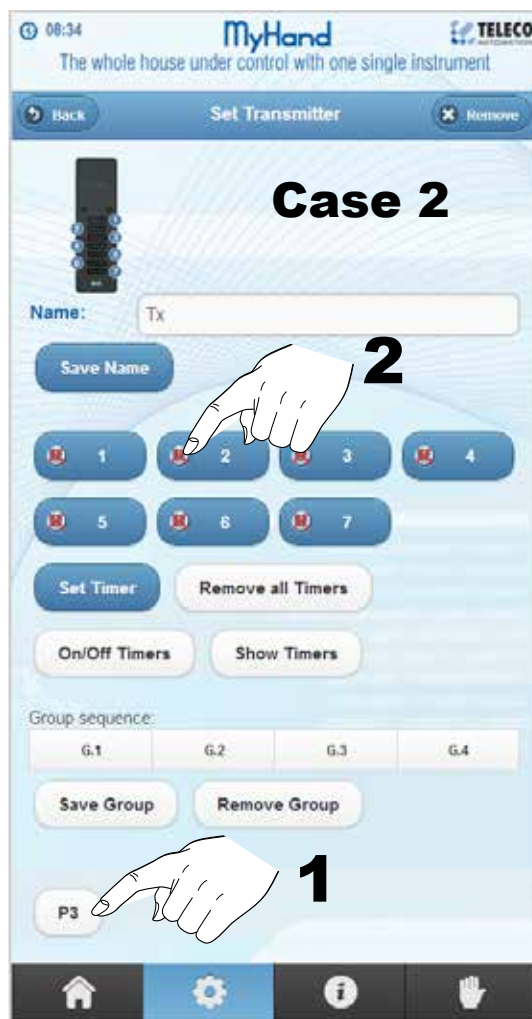 08:34 MyHand TELECO
AUTOMATION
The whole house under control with one single instrument
Back Set Transmitter Remove
Case 2
Name: Tx
2
Save Name
1 2 3 4
5 6 7
Set Timer Remove all Timers
On/Off Timers Show Timers
Group sequence:
G.1 G.2 G.3 G.4
Save Group Remove Group
1
P3